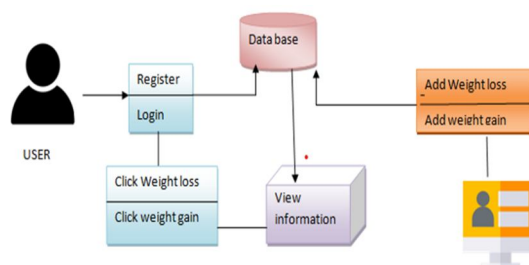 Data base
Register
Login
Add Weight loss
Add weight gain
USER
Click Weight loss
Click weight gain
View
information